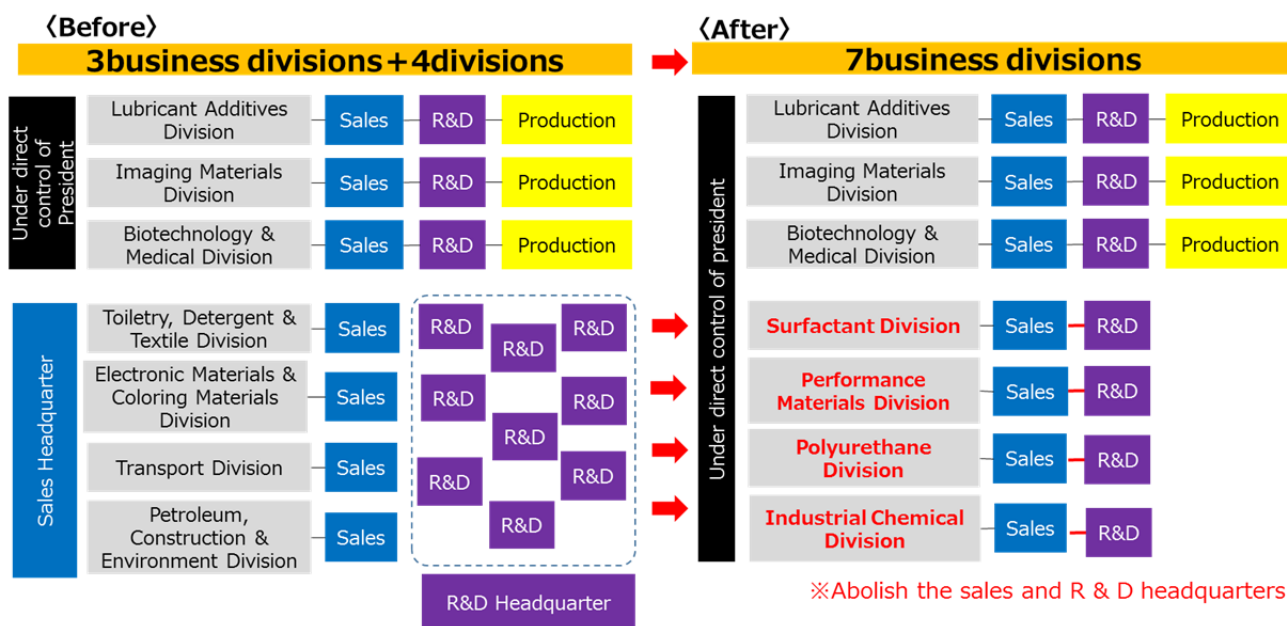 〈Before〉
3business divisions+4divisions
Under direct
control of
President
Lubricant Additives
Division
Sales
R&D
Production
Imaging Materials
Division
Sales
R&D
Production
Biotechnology &
Medical Division
Sales
R&D
Production
Sales Headquarter
Toiletry, Detergent &
Textile Division
Sales
Electronic Materials &
Coloring Materials
Division
Sales
Transport Division
Sales
Petroleum,
Construction &
Environment Division
Sales
R&D
R&D
R&D
R&D
R&D
R&D
R&D
R&D
R&D
R&D Headquarter
〈After〉
7business divisions
Under direct control of president
Lubricant Additives
Division
Sales
R&D
Production
Imaging Materials
Division
Sales
R&D
Production
Biotechnology &
Medical Division
Sales
R&D
Production
Surfactant Division
Sales
R&D
Performance
Materials Division
Sales
R&D
Polyurethane
Division
Sales
R&D
Industrial Chemical
Division
Sales
R&D
※Abolish the sales and R & D headquarters